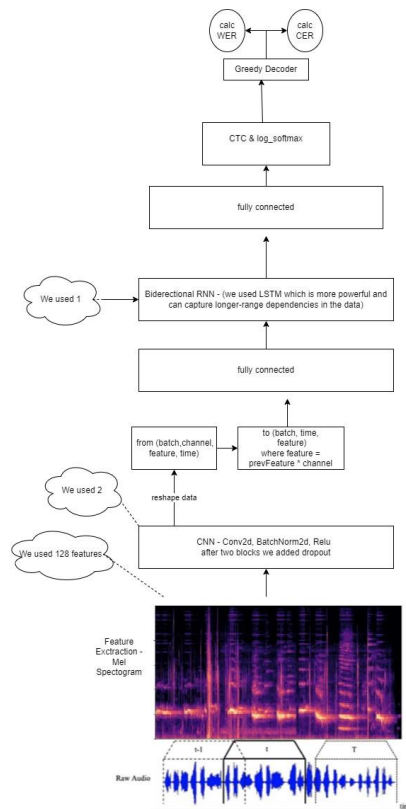 calc
WER
calc
CER
Greedy Decoder
CTC & log_softmax
fully connected
We used 1
Biderectional RNN - (we used LSTM which is more powerful and
can capture longer-range dependencies in the data)
fully connected
from (batch,channel,
feature, time)
to (batch, time,
feature)
where feature =
prevFeature * channel
We used 2
reshape data
We used 128 features
CNN - Conv2d, BatchNorm2d, Relu
after two blocks we added dropout
Feature
Exctraction -
Mel
Spectogram
t-1
t
T
Raw Audio